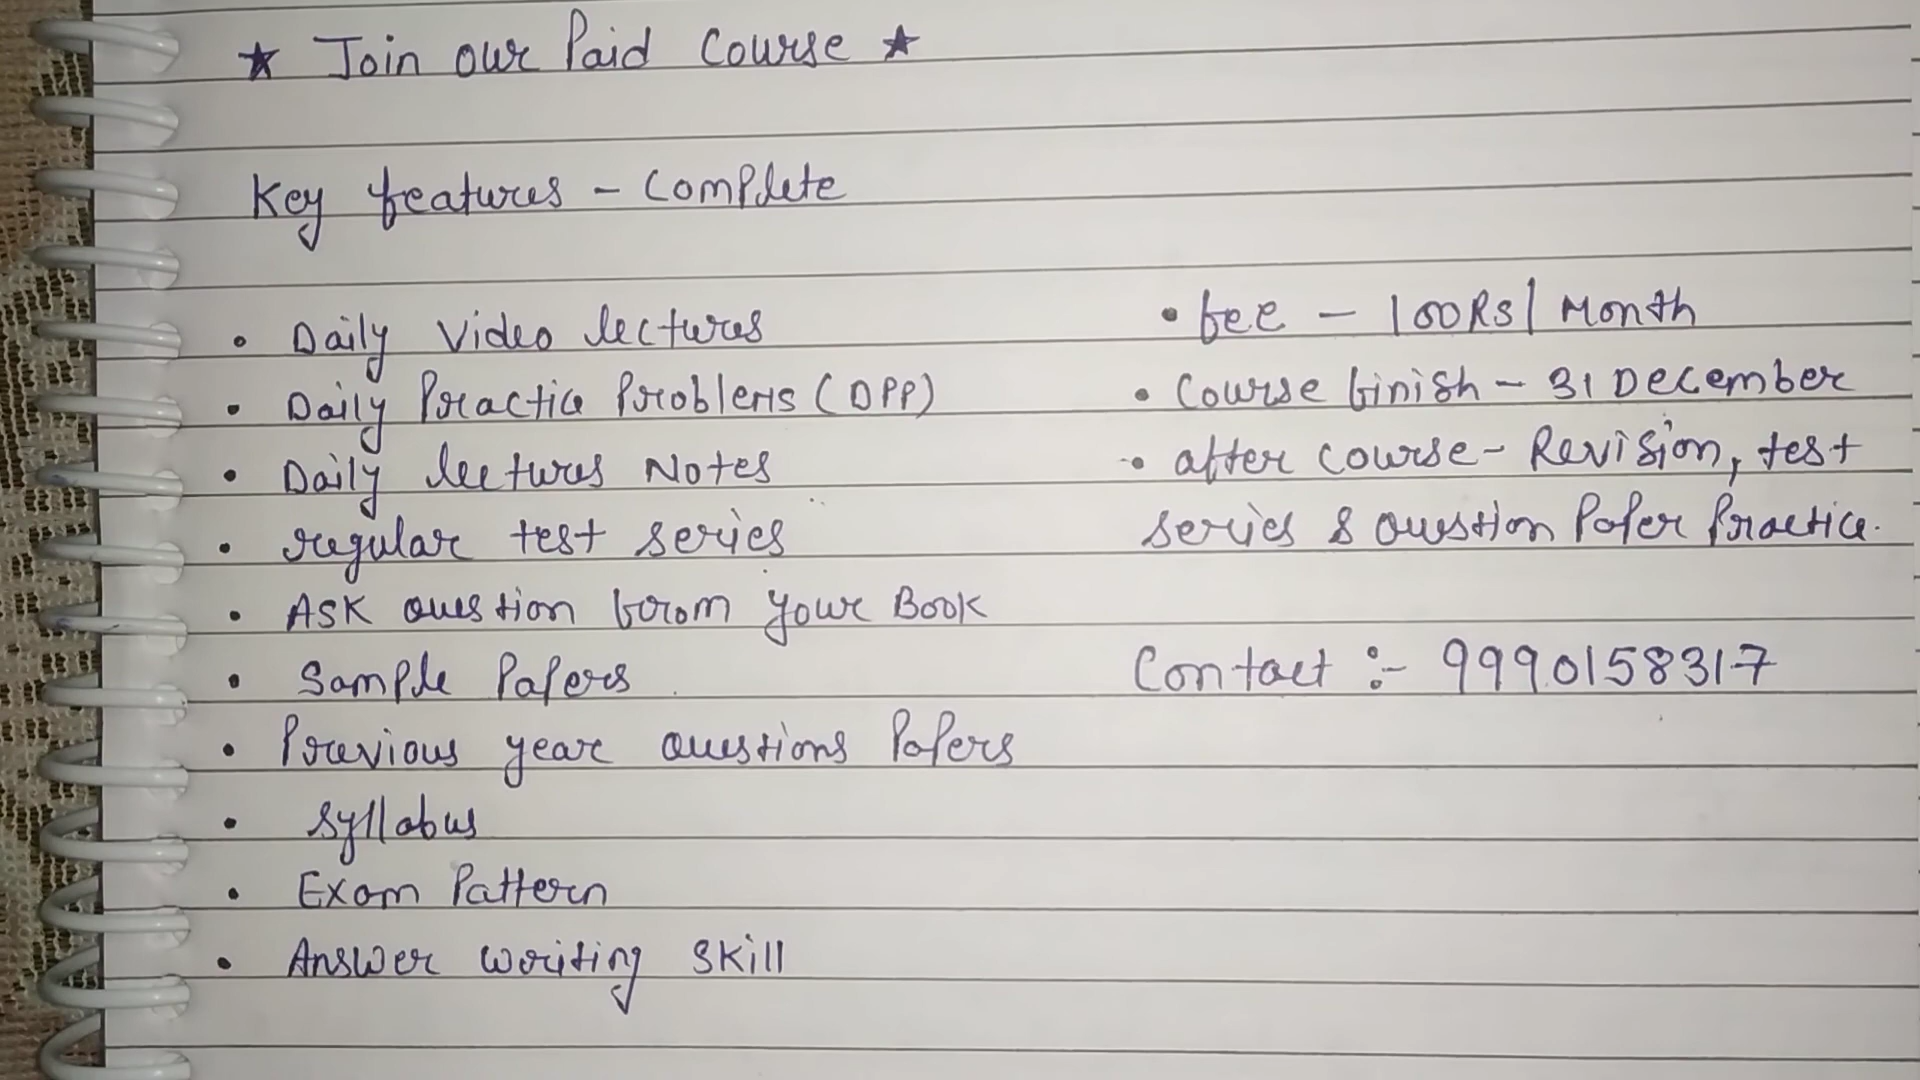 ★ Join our Paid Course ★
Key features - Complete
• Daily Video lectures
• Daily Practice Problems (DPP)
• Daily lectures Notes
• regular test series
• ASK question from your Book
• Sample Papers
• Previous year questions Papers
• Syllabus
• Exam Pattern
• Answer writing Skill
• fee - 100RS/Month
• Course finish - 31 December
• after course - Revision, test
series & question Paper Practice.
Contact :- 9990158317